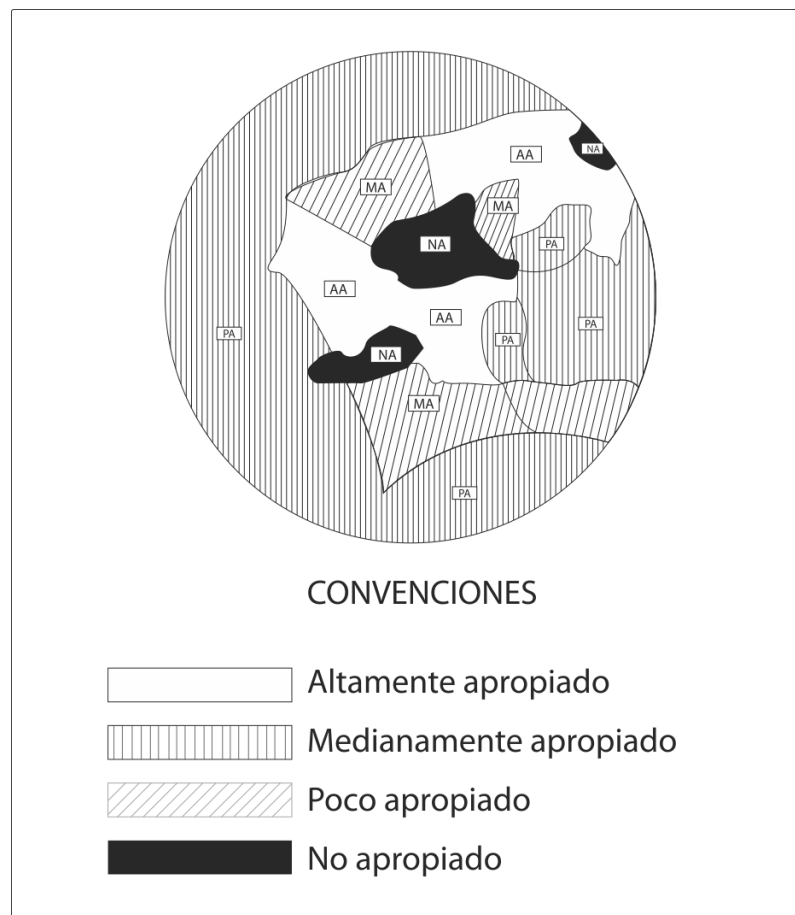 NA
AA
MA
MA
NA
PA
AA
AA
PA
PA
PA
NA
MA
PA
CONVENCIONES
Altamente apropiado
Medianamente apropiado
Poco apropiado
No apropiado